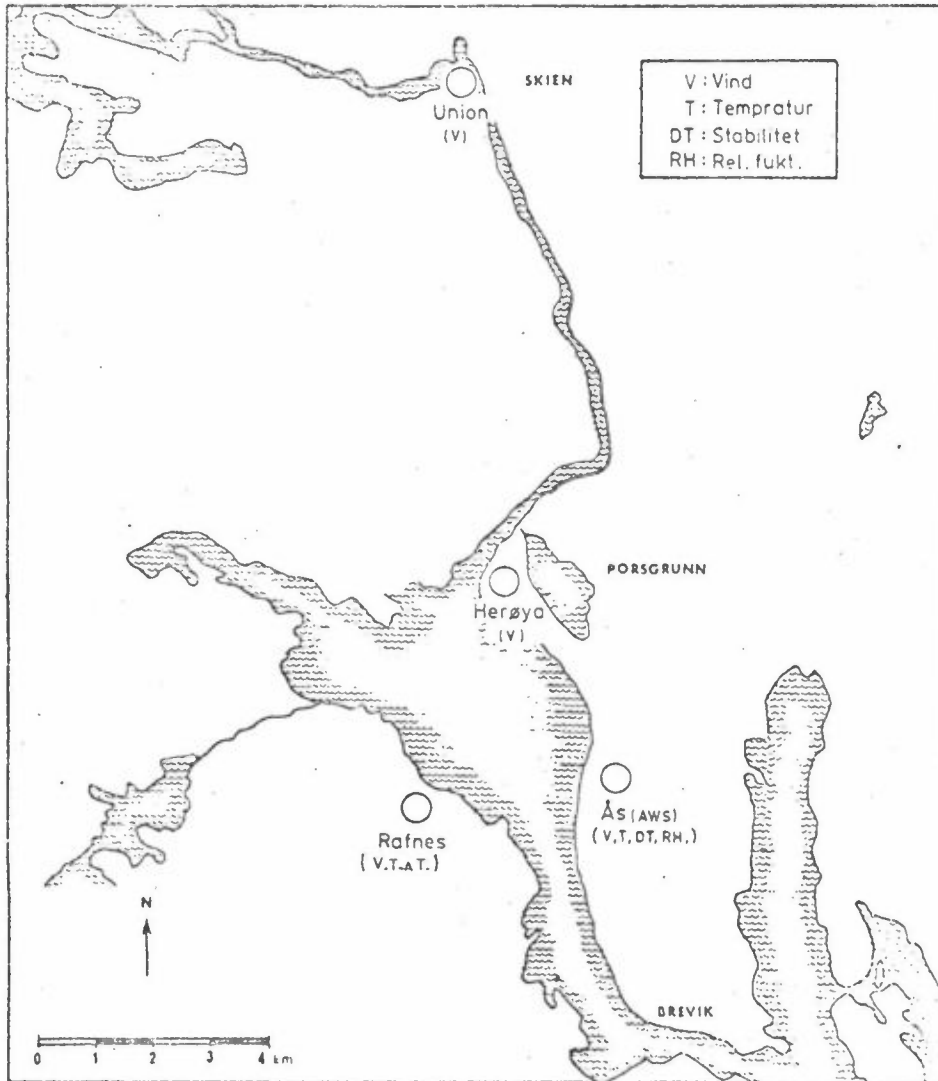 SKIEN
Union
(V)
V : Vind
T : Tempratur
DT : Stabilitet
RH : Rel. fukt.
PORSGRUNN
Herøya
(V)
Ås (AWS)
(V, T, DT, RH,)
Rafnes
(V.T-ΔT.)
N
BREVIK
0 1 2 3 4 km